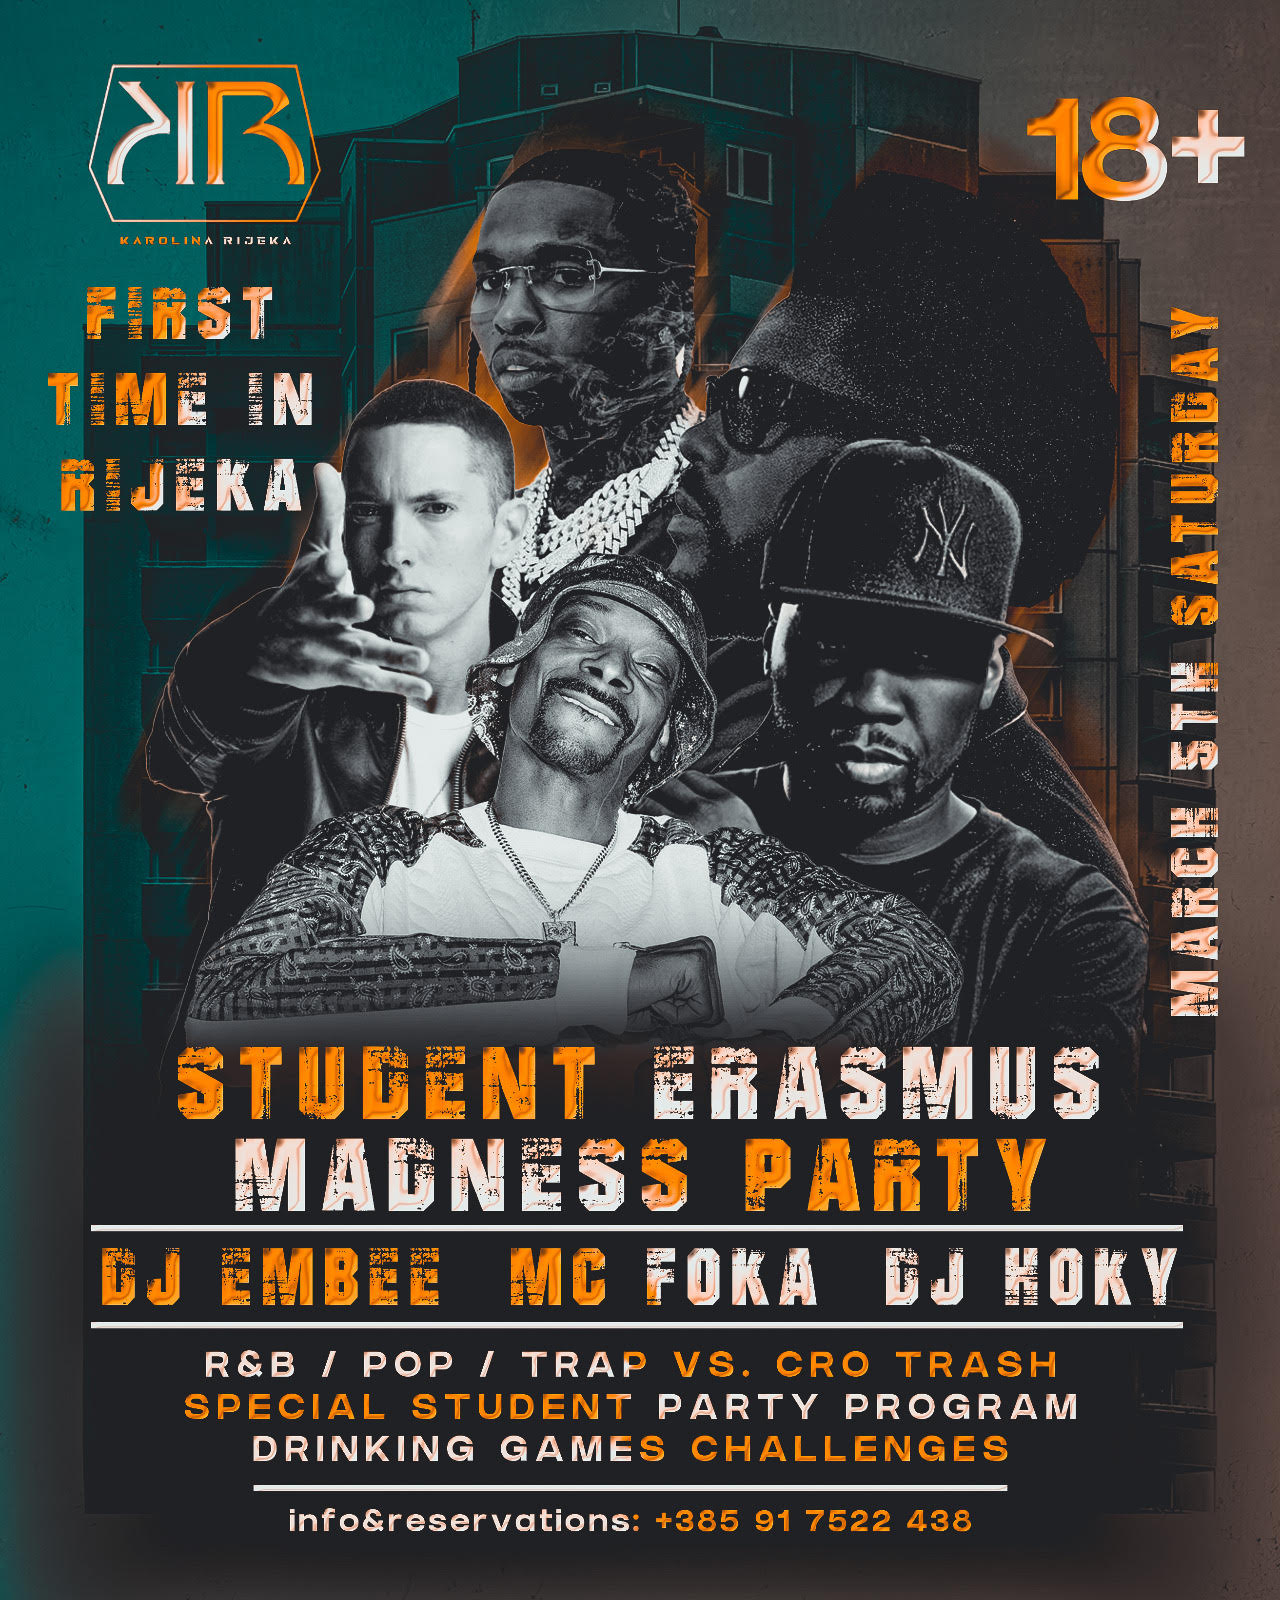 KR
KAROLINA RIJEKA
18+
FIRST
TIME IN
RIJEKA
MARCH 5TH SATURDAY
NY
STUDENT ERASMUS
MADNESS PARTY
DJ EMBEE MC FOKA DJ HOKY
R&B / POP / TRAP VS. CRO TRASH
SPECIAL STUDENT PARTY PROGRAM
DRINKING GAMES CHALLENGES
info&reservations: +385 91 7522 438